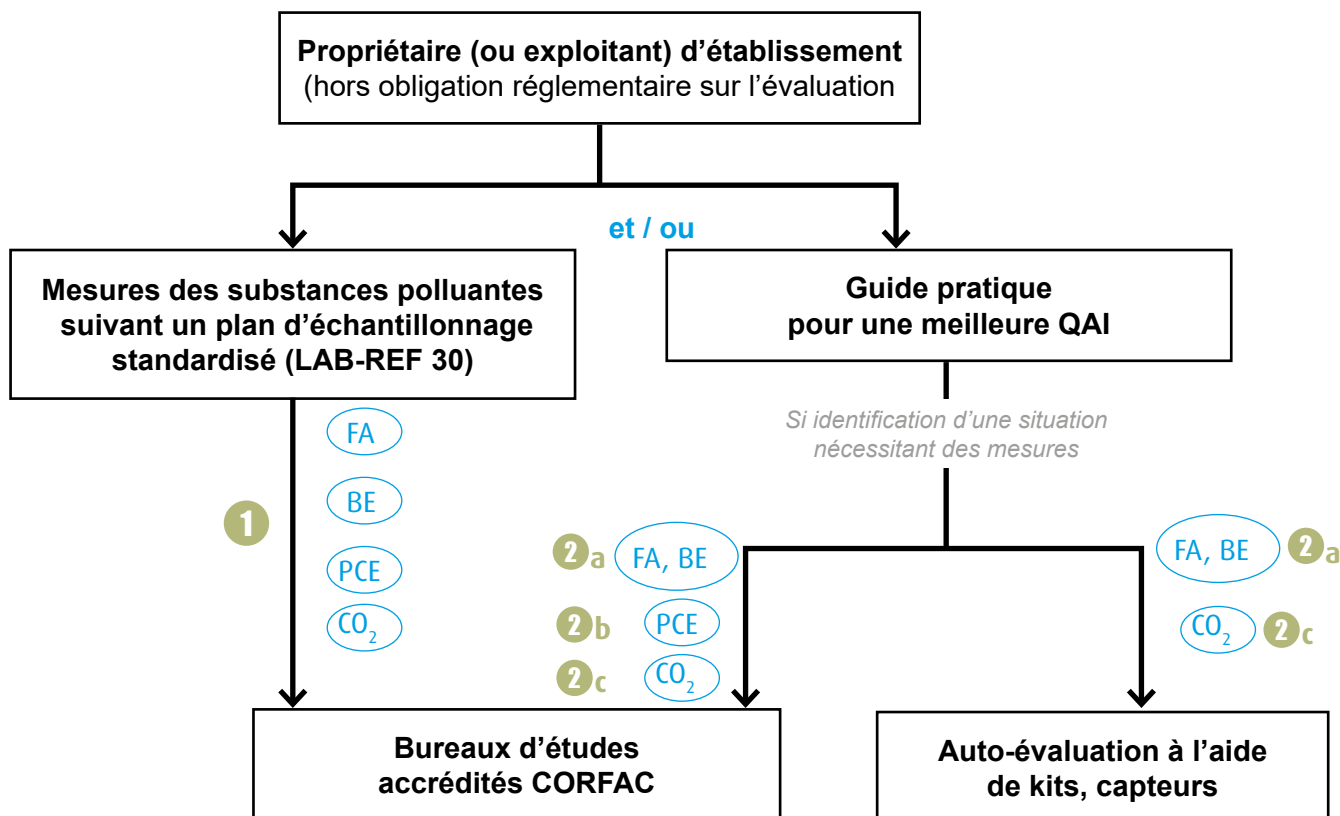 Propriétaire (ou exploitant) d'établissement
(hors obligation réglementaire sur l'évaluation
et / ou
Mesures des substances polluantes
suivant un plan d'échantillonnage
standardisé (LAB-REF 30)
Guide pratique
pour une meilleure QAI
Si identification d'une situation
nécessitant des mesures
1
FA
BE
PCE
CO₂
2a FA, BE
2b PCE
2c CO₂
FA, BE 2a
CO₂ 2c
Bureaux d'études
accrédités CORFAC
Auto-évaluation à l'aide
de kits, capteurs